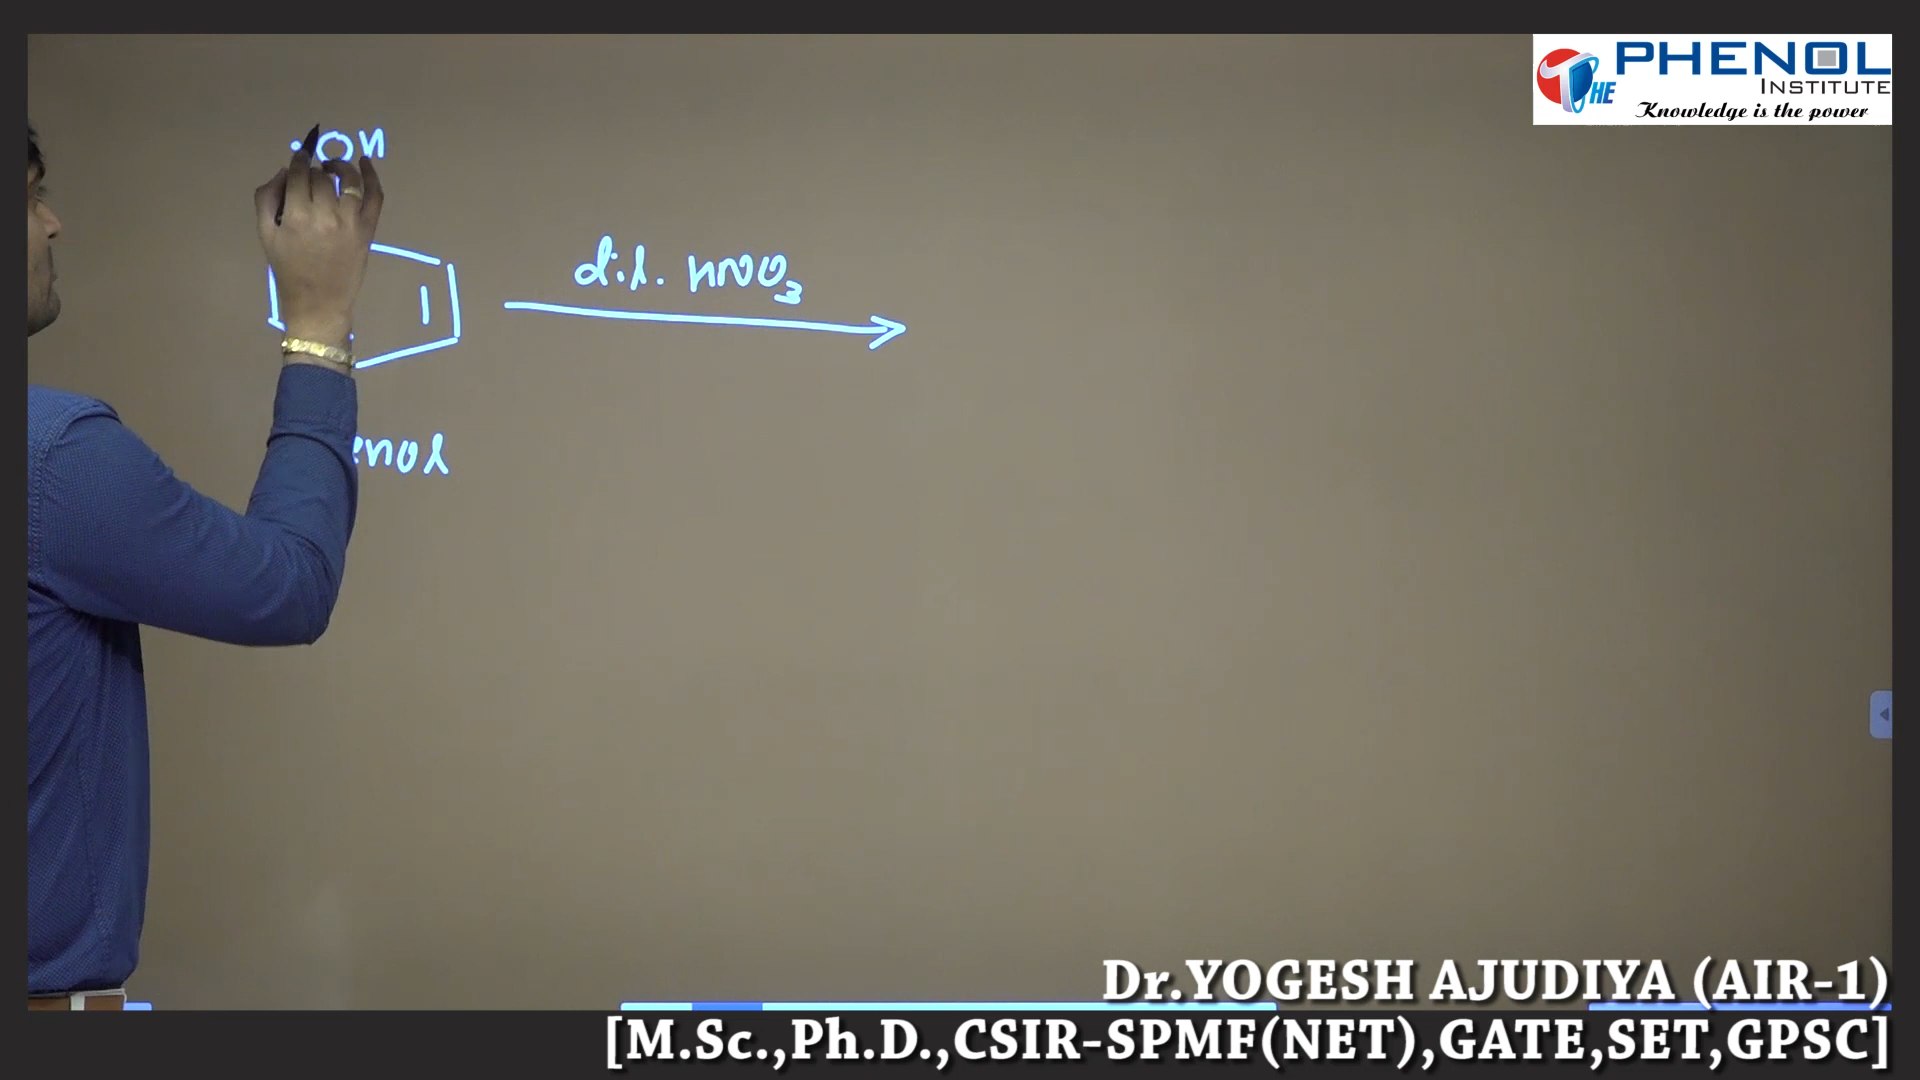 THE PHENOL
INSTITUTE
Knowledge is the power
OH
dil. HNO3
enol
Dr.YOGESH AJUDIYA (AIR-1)
[M.Sc.,Ph.D.,CSIR-SPMF(NET),GATE,SET,GPSC]